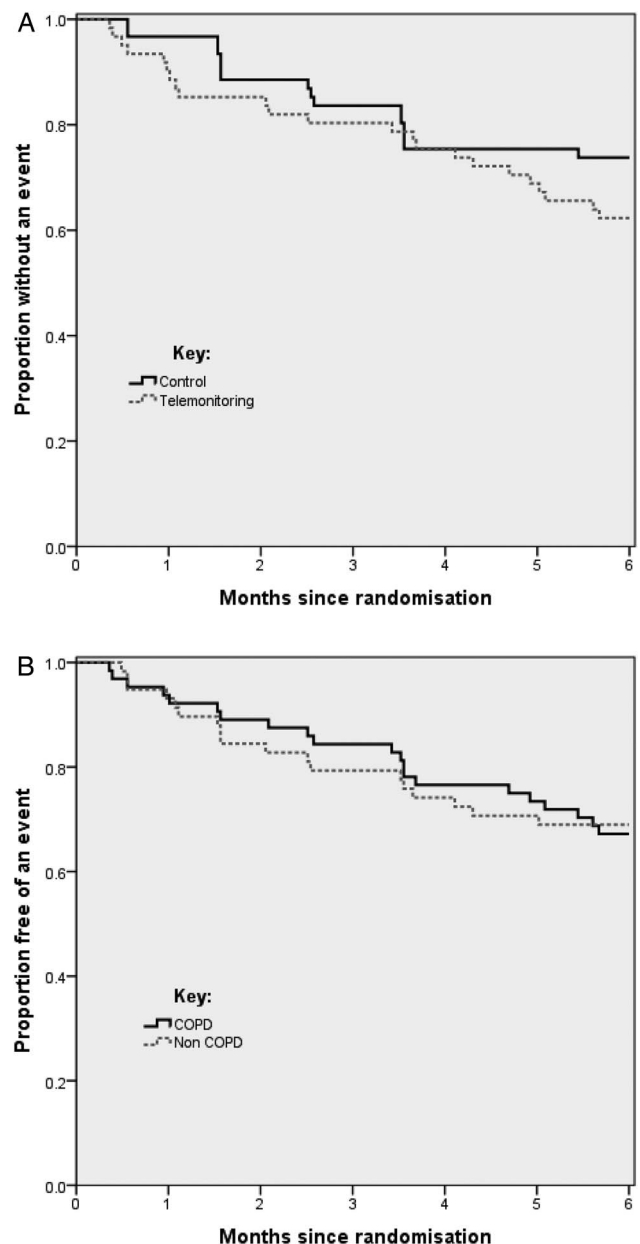 A
Proportion without an event
1.0
0.8
0.6
0.4
0.2
0.0
Key:
Control
Telemonitoring
0 1 2 3 4 5 6
Months since randomisation
B
Proportion free of an event
1.0
0.8
0.6
0.4
0.2
0.0
Key:
COPD
Non COPD
0 1 2 3 4 5 6
Months since randomisation